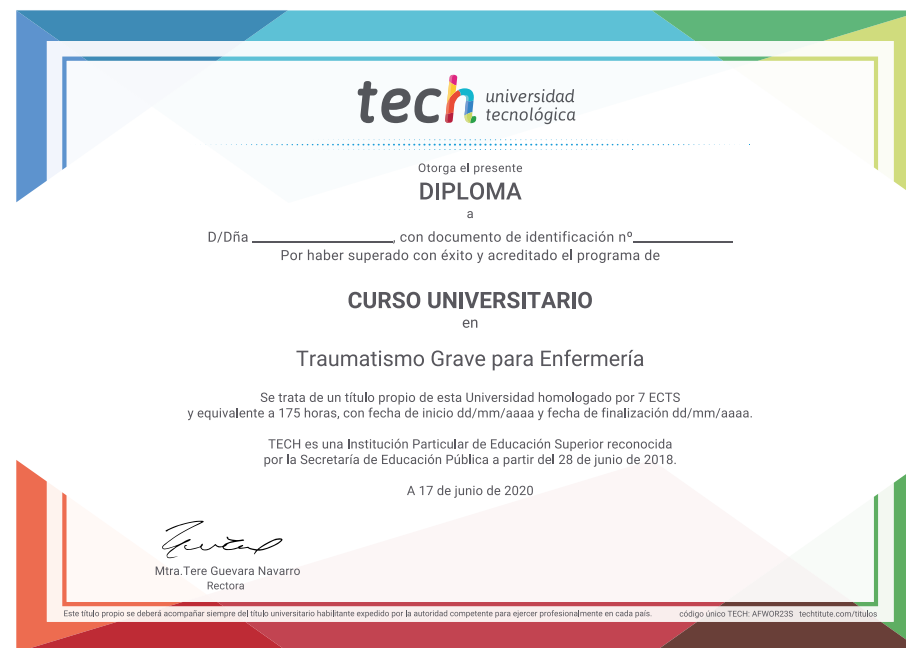 tech universidad
tecnológica
Otorga el presente
DIPLOMA
a
D/Dña ____________________, con documento de identificación nº______________
Por haber superado con éxito y acreditado el programa de
CURSO UNIVERSITARIO
en
Traumatismo Grave para Enfermería
Se trata de un título propio de esta Universidad homologado por 7 ECTS
y equivalente a 175 horas, con fecha de inicio dd/mm/aaaa y fecha de finalización dd/mm/aaaa.
TECH es una Institución Particular de Educación Superior reconocida
por la Secretaría de Educación Pública a partir del 28 de junio de 2018.
A 17 de junio de 2020
Mtra.Tere Guevara Navarro
Rectora
Este título propio se deberá acompañar siempre del título universitario habilitante expedido por la autoridad competente para ejercer profesionalmente en cada país. código único TECH: AFWOR23S techtitute.com/titulos